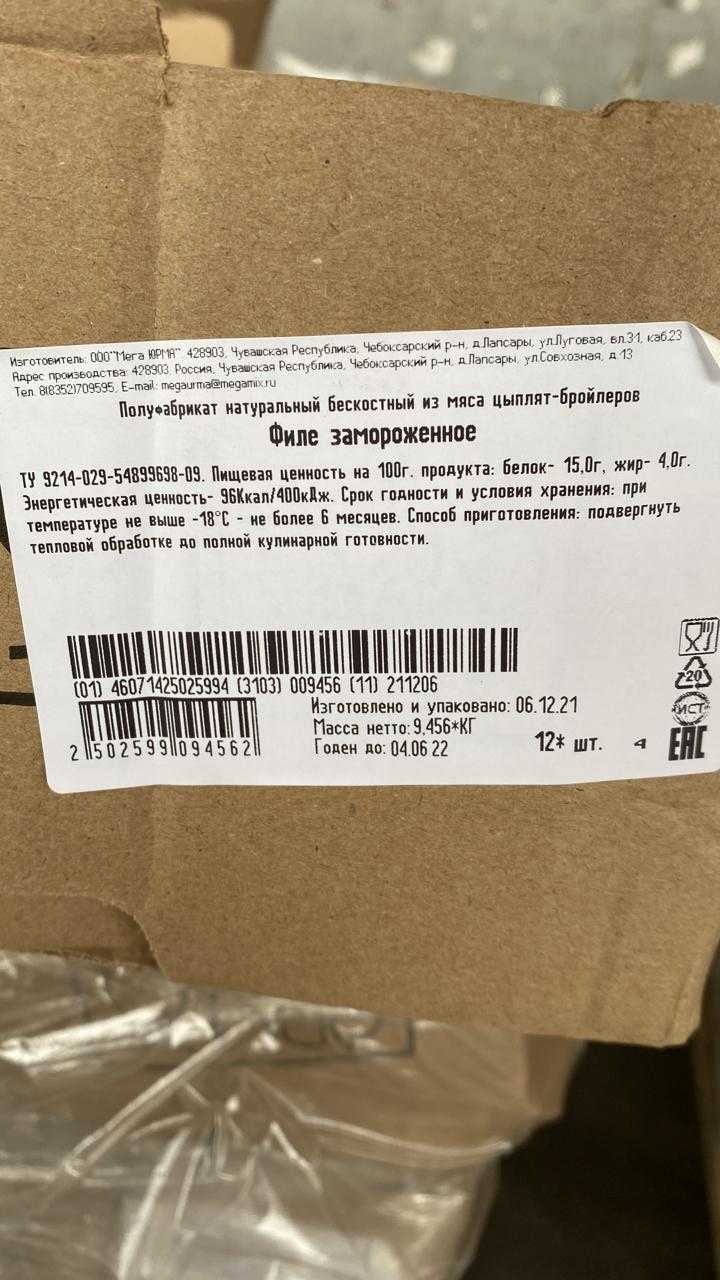 Изготовитель: ООО"Мега ЮРМА" 428903, Чувашская Республика, Чебоксарский р-н, д.Лапсары, ул.Луговая, вл.31, каб.23
Адрес производства: 428903 Россия, Чувашская Республика, Чебоксарский р-н, д.Лапсары, ул.Совхозная, д 13
Тел. 8(8352)709595, E-mail: megaurma@megamix.ru
Полуфабрикат натуральный бескостный из мяса цыплят-бройлеров
Филе замороженное
ТУ 9214-029-54899698-09. Пищевая ценность на 100г. продукта: белок- 15,0г, жир- 4,0г.
Энергетическая ценность- 96Ккал/400кДж. Срок годности и условия хранения: при
температуре не выше -18°С - не более 6 месяцев. Способ приготовления: подвергнуть
тепловой обработке до полной кулинарной готовности.
(01) 46071425025994 (3103) 009456 (11) 211206
Изготовлено и упаковано: 06.12.21
Масса нетто: 9,456*КГ
Годен до: 04.06.22
2 502599 094562
12* шт.
4
20
ИСТ
ЕАС